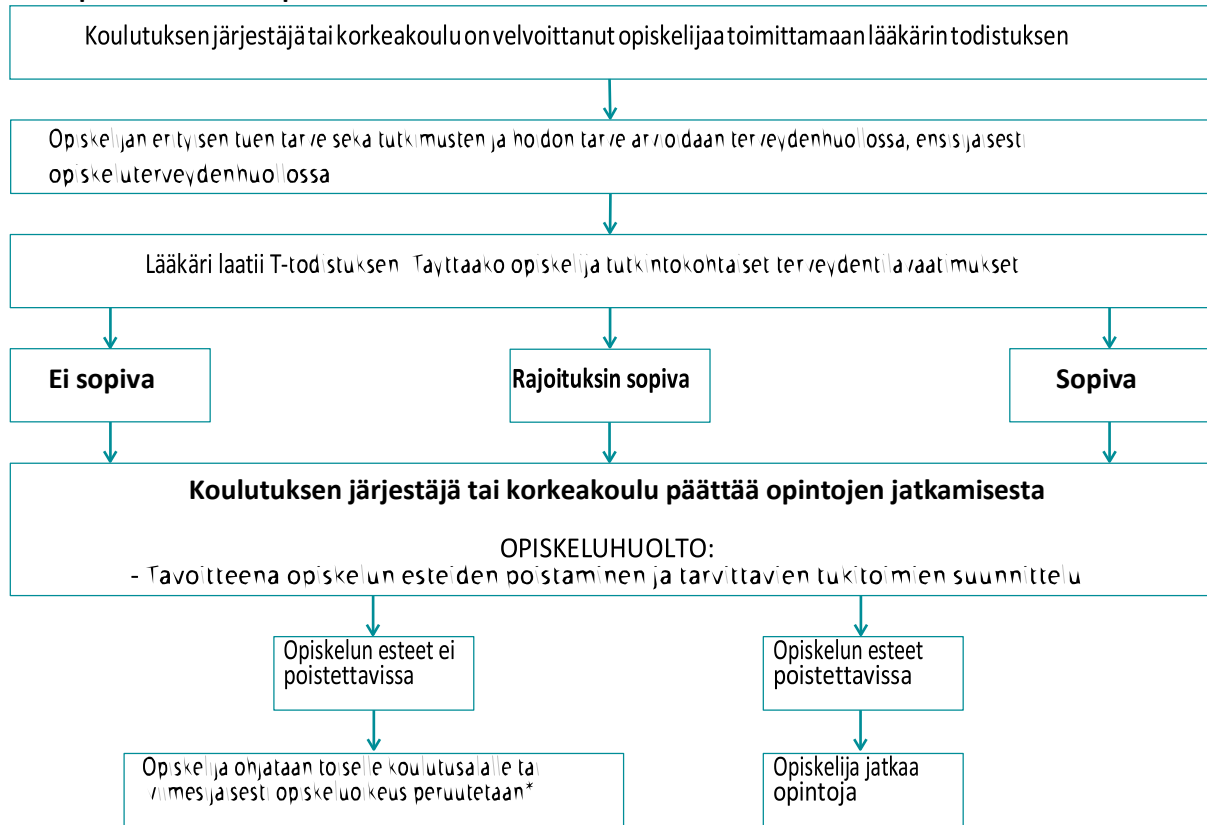 Koulutuksen järjestäjä tai korkeakoulu on velvoittanut opiskelijaa toimittamaan lääkärin todistuksen
Opiskelijan erityisen tuen tarve seka tutkimusten ja hoidon tarve arvioidaan terveydenhuollossa, ensisijaisesti
opiskeluterveydenhuollossa
Lääkäri laatii T-todistuksen Tayttaako opiskelija tutkintokohtaiset terveydentilavaatimukset
Ei sopiva
Rajoituksin sopiva
Sopiva
Koulutuksen järjestäjä tai korkeakoulu päättää opintojen jatkamisesta
OPISKELUHUOLTO:
- Tavoitteena opiskelun esteiden poistaminen ja tarvittavien tukitoimien suunnittelu
Opiskelun esteet ei
poistettavissa
Opiskelun esteet
poistettavissa
Opiskelija ohjataan toiselle koulutusalalle tai
viimesijaisesti opiskeluoikeus peruutetaan*
Opiskelija jatkaa
opintoja